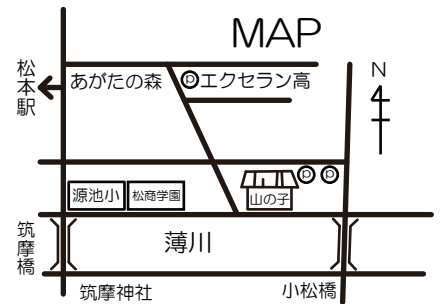 MAP
N
松本駅
あがたの森
Ⓟエクセラン高
源池小
松商学園
山の子
Ⓟ Ⓟ
筑摩橋
薄川
筑摩神社
小松橋